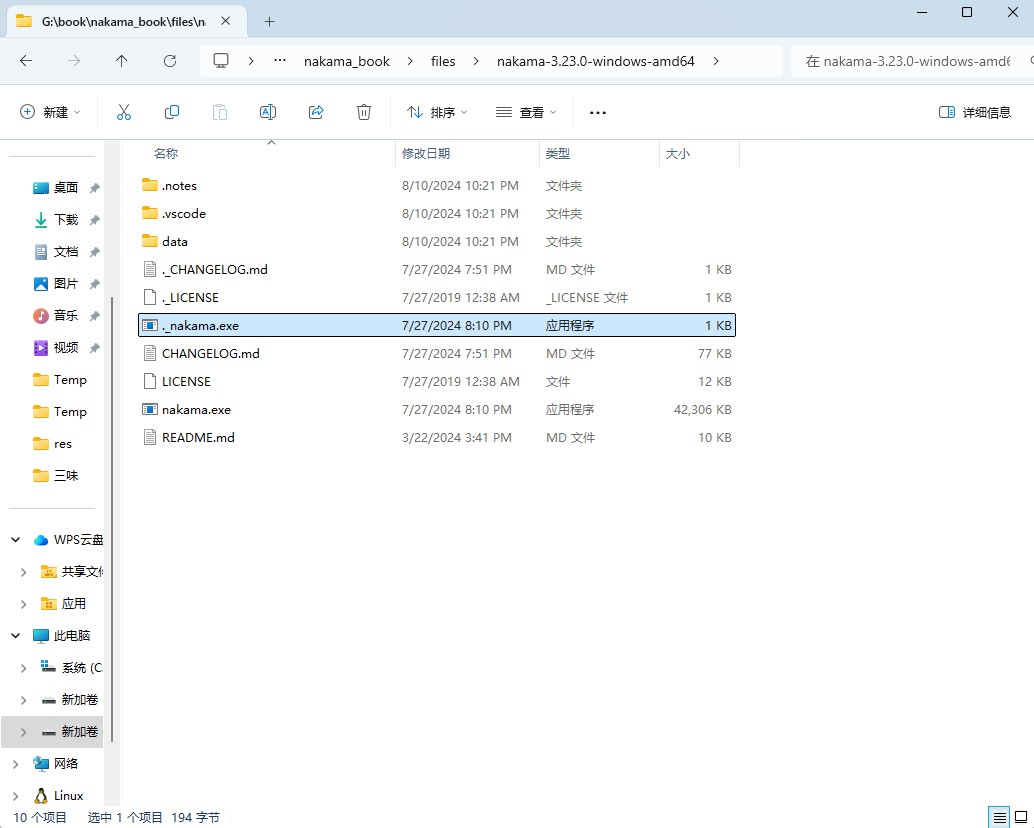 G:\book\nakama_book\files\na
nakama_book
files
nakama-3.23.0-windows-amd64
在 nakama-3.23.0-windows-amd6
新建
排序
查看
详细信息
名称 修改日期 类型 大小
.notes 8/10/2024 10:21 PM 文件夹
.vscode 8/10/2024 10:21 PM 文件夹
data 8/10/2024 10:21 PM 文件夹
._CHANGELOG.md 7/27/2024 7:51 PM MD 文件 1 KB
._LICENSE 7/27/2019 12:38 AM _LICENSE 文件 1 KB
._nakama.exe 7/27/2024 8:10 PM 应用程序 1 KB
CHANGELOG.md 7/27/2024 7:51 PM MD 文件 77 KB
LICENSE 7/27/2019 12:38 AM 文件 12 KB
nakama.exe 7/27/2024 8:10 PM 应用程序 42,306 KB
README.md 3/22/2024 3:41 PM MD 文件 10 KB
桌面
下载
文档
图片
音乐
视频
Temp
Temp
res
三味
WPS云盘
共享文件
应用
此电脑
系统 (C
新加卷
新加卷
网络
Linux
10 个项目 选中 1 个项目 194 字节